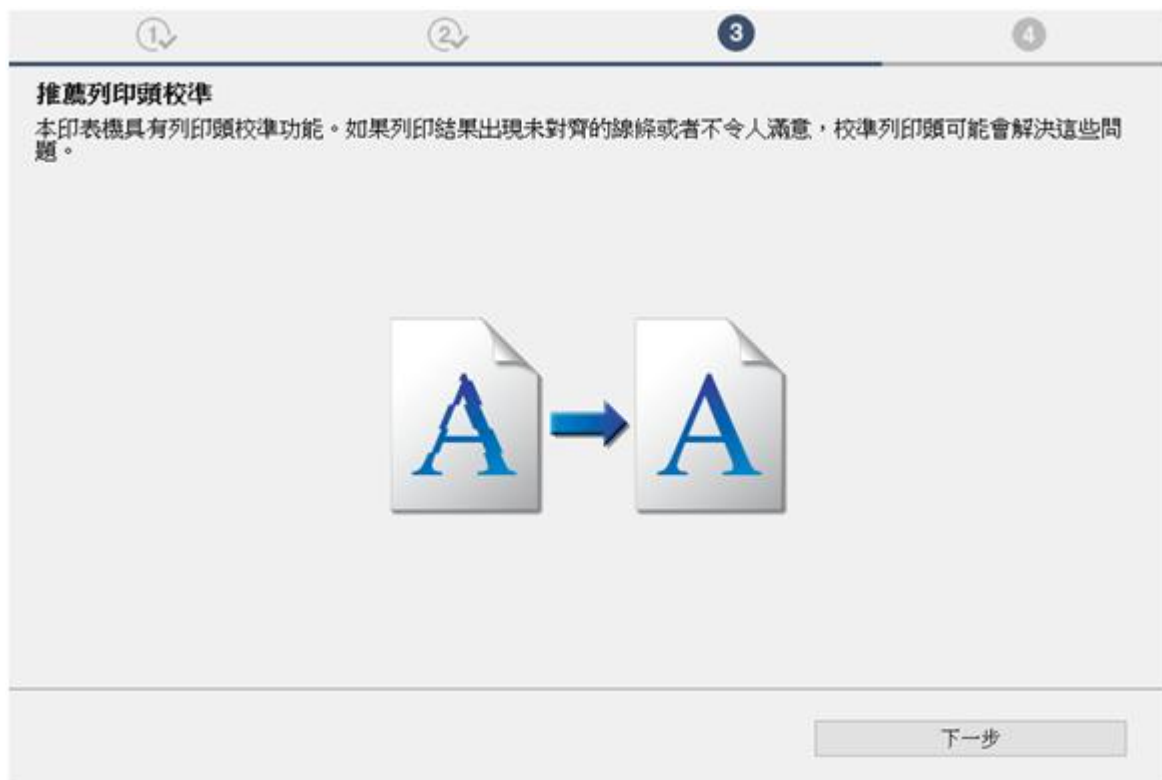 1 2 3 4
推薦列印頭校準
本印表機具有列印頭校準功能。如果列印結果出現未對齊的線條或者不令人滿意，校準列印頭可能會解決這些問
題。
A A
下一步